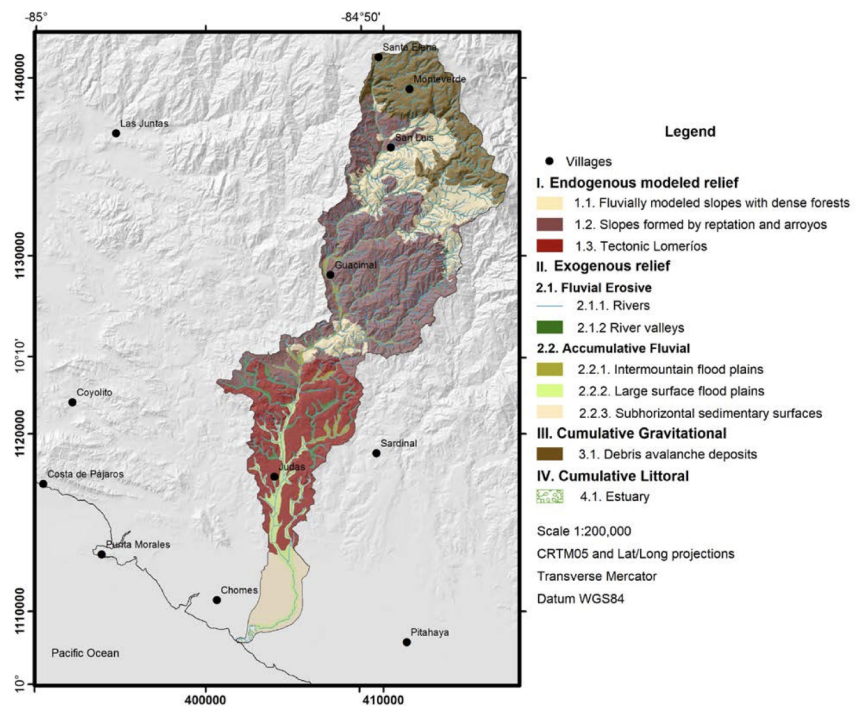 -85°
-84°50'
1140000
1130000
10°10'
1120000
1110000
10°
400000
410000
Santa Elena
Monteverde
Las Juntas
San Luis
Guacimal
Coyolito
Sardinal
Costa de Pájaros
Judas
Punta Morales
Chomes
Pitahaya
Pacific Ocean
Legend
Villages
I. Endogenous modeled relief
1.1. Fluvially modeled slopes with dense forests
1.2. Slopes formed by reptation and arroyos
1.3. Tectonic Lomeríos
II. Exogenous relief
2.1. Fluvial Erosive
2.1.1. Rivers
2.1.2 River valleys
2.2. Accumulative Fluvial
2.2.1. Intermountain flood plains
2.2.2. Large surface flood plains
2.2.3. Subhorizontal sedimentary surfaces
III. Cumulative Gravitational
3.1. Debris avalanche deposits
IV. Cumulative Littoral
4.1. Estuary
Scale 1:200,000
CRTM05 and Lat/Long projections
Transverse Mercator
Datum WGS84